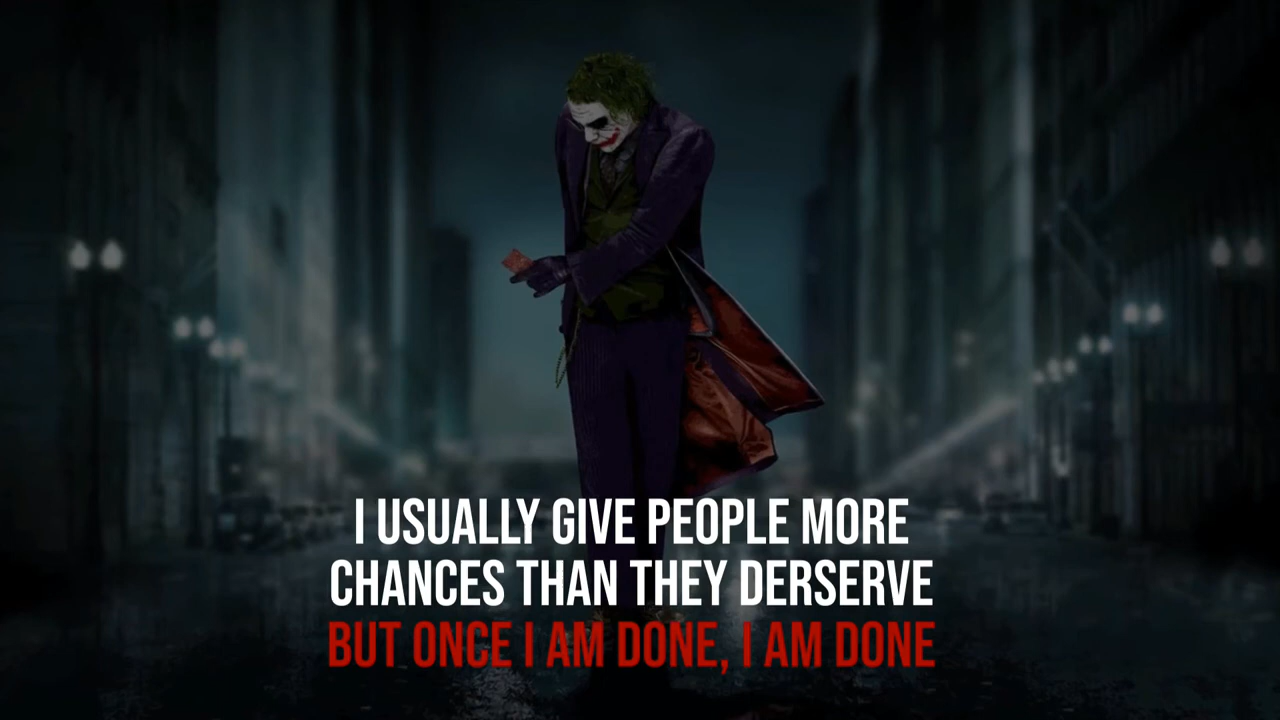 I USUALLY GIVE PEOPLE MORE
CHANCES THAN THEY DERSERVE
BUT ONCE I AM DONE, I AM DONE